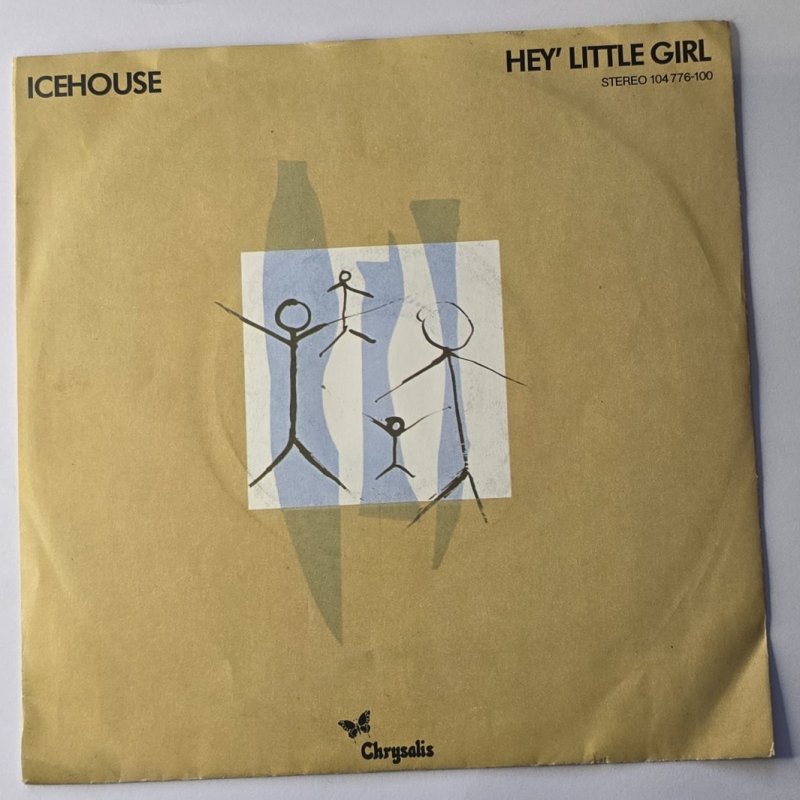 ICEHOUSE
HEY' LITTLE GIRL
STEREO 104 776-100
Chrysalis